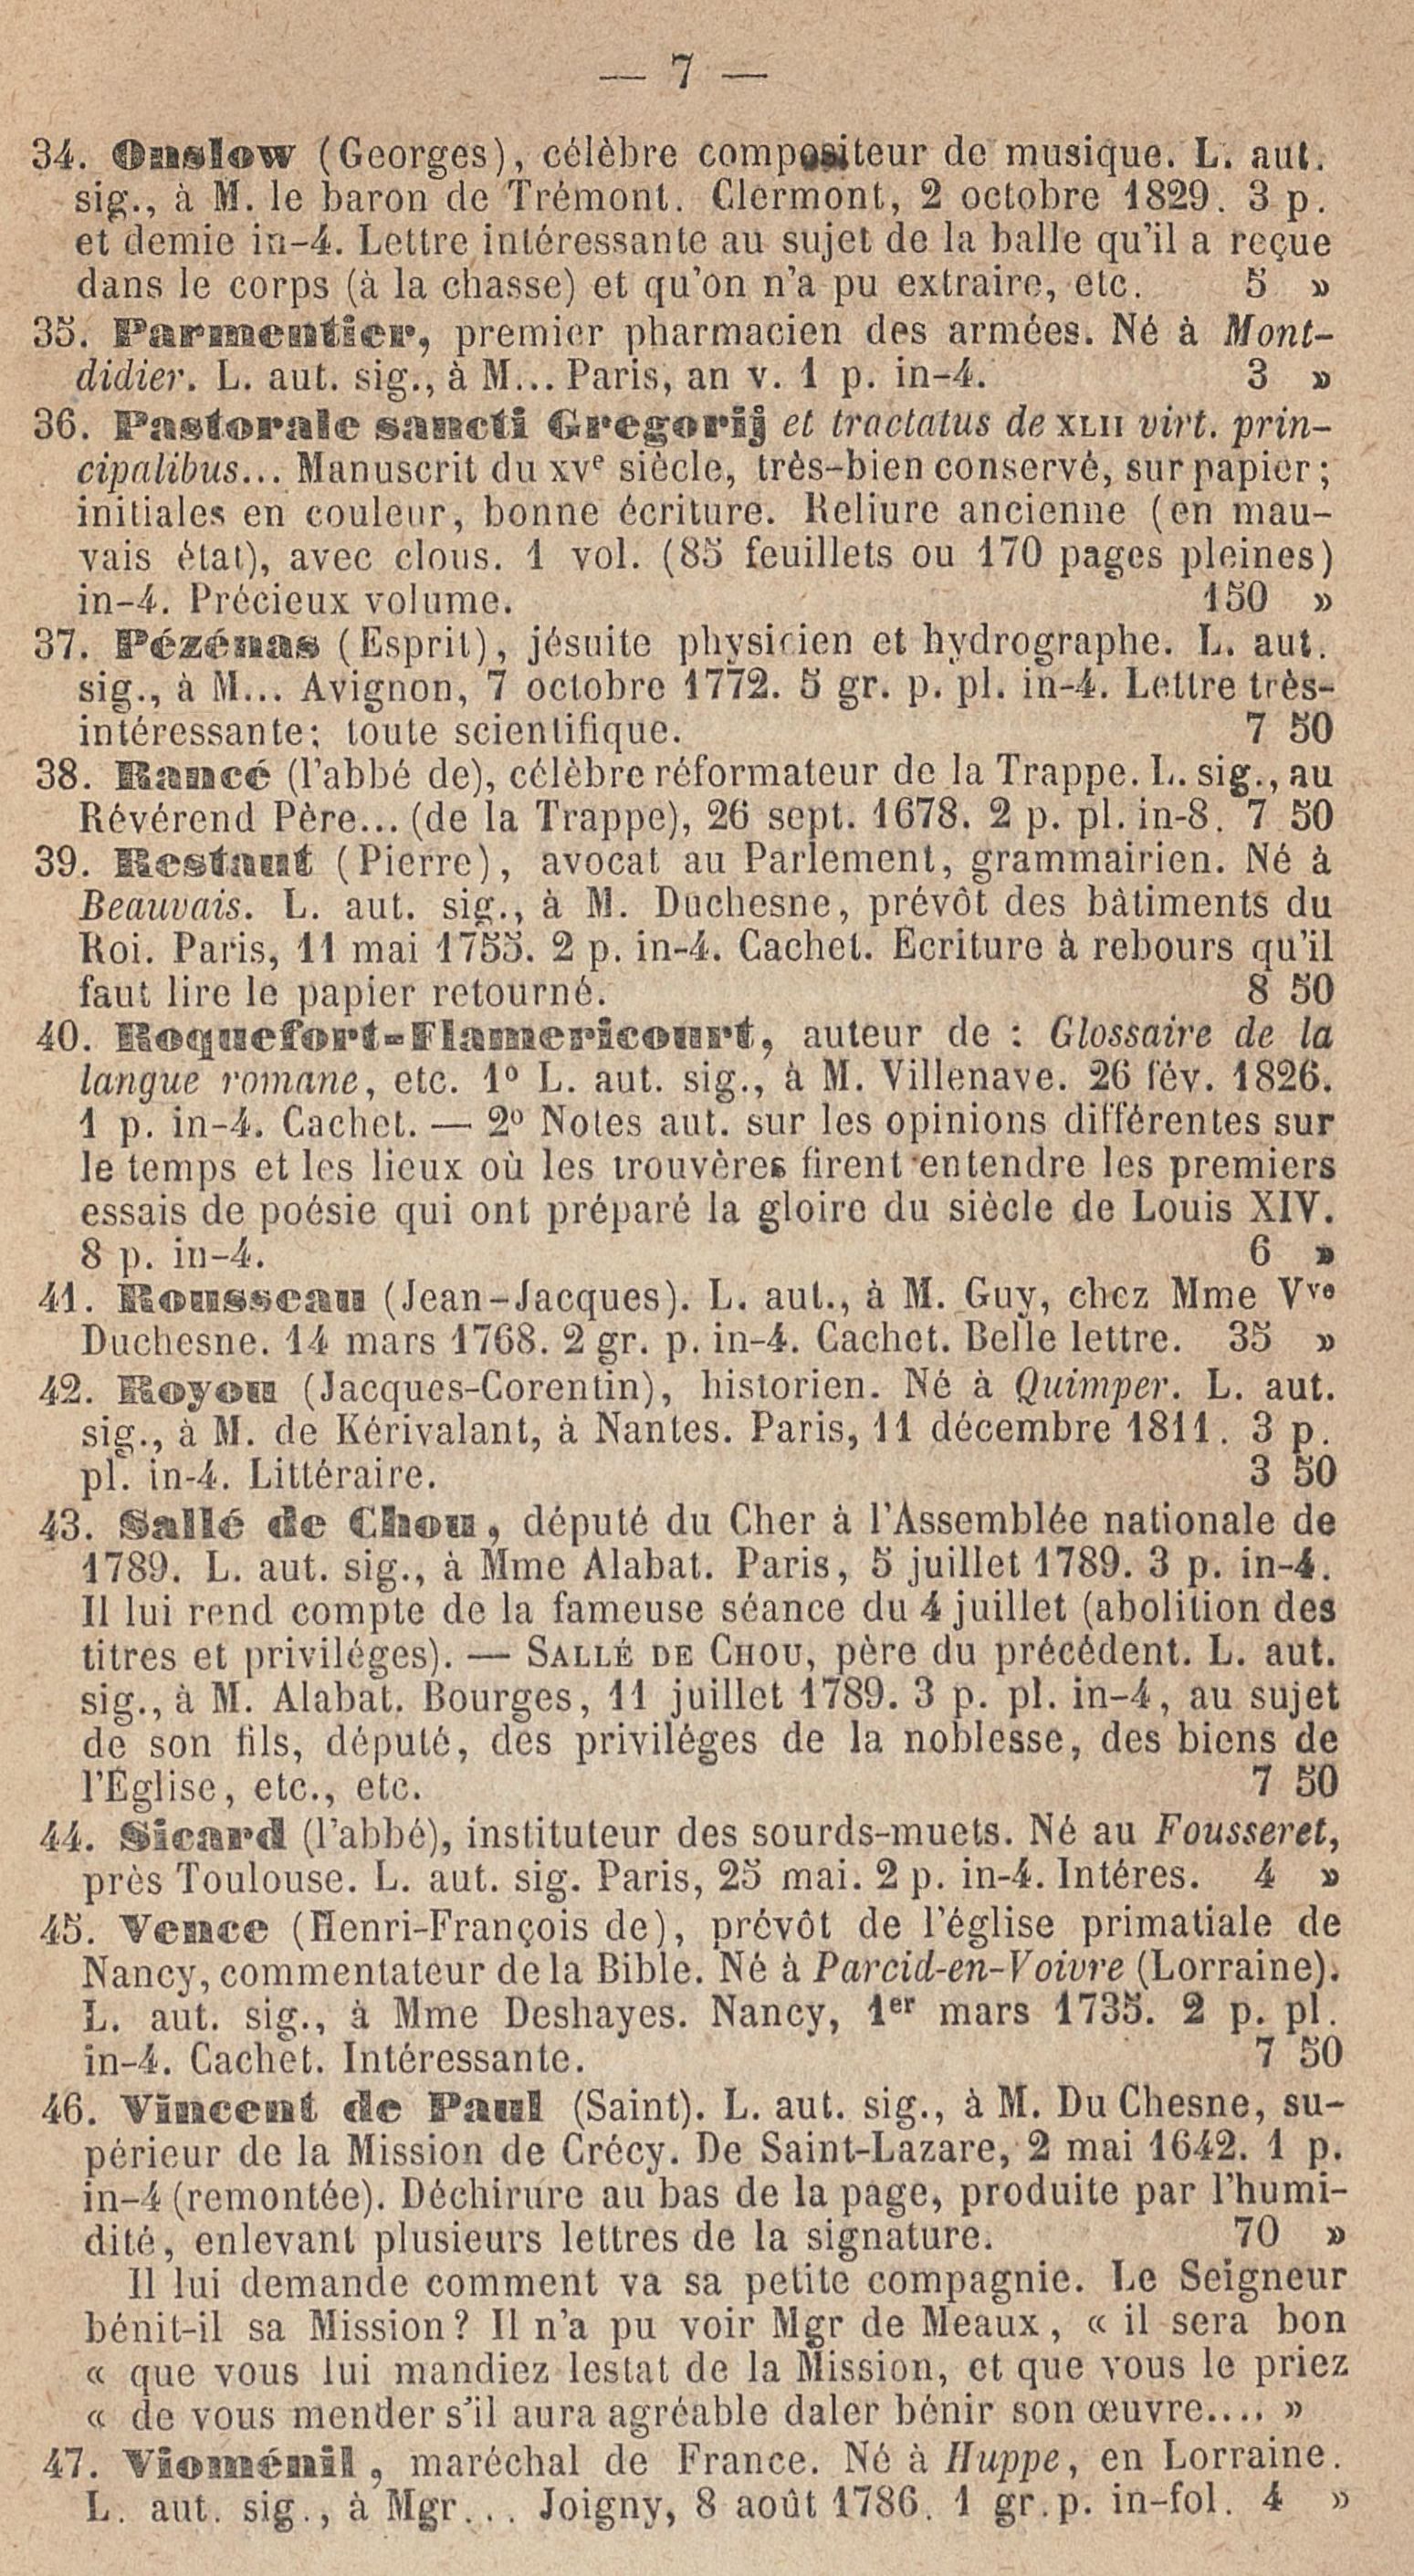 — 7 —
34. Onslow (Georges), célèbre compositeur de musique. L. aut.
sig., à M. le baron de Trémont. Clermont, 2 octobre 1829. 3 p.
et demie in-4. Lettre intéressante au sujet de la balle qu'il a reçue
dans le corps (à la chasse) et qu'on n'a pu extraire, etc. 5 »
35. Parmentier, premier pharmacien des armées. Né à Mont-
didier. L. aut. sig., à M... Paris, an v. 1 p. in-4. 3 »
36. Pastorale sancti Gregorij et tractatus de XLII virt. prin-
cipalibus... Manuscrit du xvᵉ siècle, très-bien conservé, sur papier;
initiales en couleur, bonne écriture. Reliure ancienne (en mau-
vais état), avec clous. 1 vol. (85 feuillets ou 170 pages pleines)
in-4. Précieux volume. 150 »
37. Pézénas (Esprit), jésuite physicien et hydrographe. L. aut.
sig., à M... Avignon, 7 octobre 1772. 5 gr. p. pl. in-4. Lettre très-
intéressante; toute scientifique. 7 50
38. Rancé (l'abbé de), célèbre réformateur de la Trappe. L. sig., au
Révérend Père... (de la Trappe), 26 sept. 1678. 2 p. pl. in-8. 7 50
39. Restaut (Pierre), avocat au Parlement, grammairien. Né à
Beauvais. L. aut. sig., à M. Duchesne, prévôt des bâtiments du
Roi. Paris, 11 mai 1755. 2 p. in-4. Cachet. Ecriture à rebours qu'il
faut lire le papier retourné. 8 50
40. Roquefort-Flamericourt, auteur de : Glossaire de la
langue romane, etc. 1º L. aut. sig., à M. Villenave. 26 fév. 1826.
1 p. in-4. Cachet. — 2º Notes aut. sur les opinions différentes sur
le temps et les lieux où les trouvères firent entendre les premiers
essais de poésie qui ont préparé la gloire du siècle de Louis XIV.
8 p. in-4. 6 »
41. Rousseau (Jean-Jacques). L. aut., à M. Guy, chez Mme Vᵛᵉ
Duchesne. 14 mars 1768. 2 gr. p. in-4. Cachet. Belle lettre. 35 »
42. Royou (Jacques-Corentin), historien. Né à Quimper. L. aut.
sig., à M. de Kérivalant, à Nantes. Paris, 11 décembre 1811. 3 p.
pl. in-4. Littéraire. 3 50
43. Sallé de Chou, député du Cher à l'Assemblée nationale de
1789. L. aut. sig., à Mme Alabat. Paris, 5 juillet 1789. 3 p. in-4.
Il lui rend compte de la fameuse séance du 4 juillet (abolition des
titres et priviléges). — SALLÉ DE CHOU, père du précédent. L. aut.
sig., à M. Alabat. Bourges, 11 juillet 1789. 3 p. pl. in-4, au sujet
de son fils, député, des priviléges de la noblesse, des biens de
l'Église, etc., etc. 7 50
44. Sicard (l'abbé), instituteur des sourds-muets. Né au Fousseret,
près Toulouse. L. aut. sig. Paris, 25 mai. 2 p. in-4. Intéres. 4 »
45. Vence (Henri-François de), prévôt de l'église primatiale de
Nancy, commentateur de la Bible. Né à Parcid-en-Voivre (Lorraine).
L. aut. sig., à Mme Deshayes. Nancy, 1ᵉʳ mars 1735. 2 p. pl.
in-4. Cachet. Intéressante. 7 50
46. Vincent de Paul (Saint). L. aut. sig., à M. Du Chesne, su-
périeur de la Mission de Crécy. De Saint-Lazare, 2 mai 1642. 1 p.
in-4 (remontée). Déchirure au bas de la page, produite par l'humi-
dité, enlevant plusieurs lettres de la signature. 70 »
Il lui demande comment va sa petite compagnie. Le Seigneur
bénit-il sa Mission? Il n'a pu voir Mgr de Meaux, « il sera bon
« que vous lui mandiez lestat de la Mission, et que vous le priez
« de vous mender s'il aura agréable daler bénir son œuvre.... »
47. Vioménil, maréchal de France. Né à Huppe, en Lorraine.
L. aut. sig., à Mgr... Joigny, 8 août 1786. 1 gr. p. in-fol. 4 »